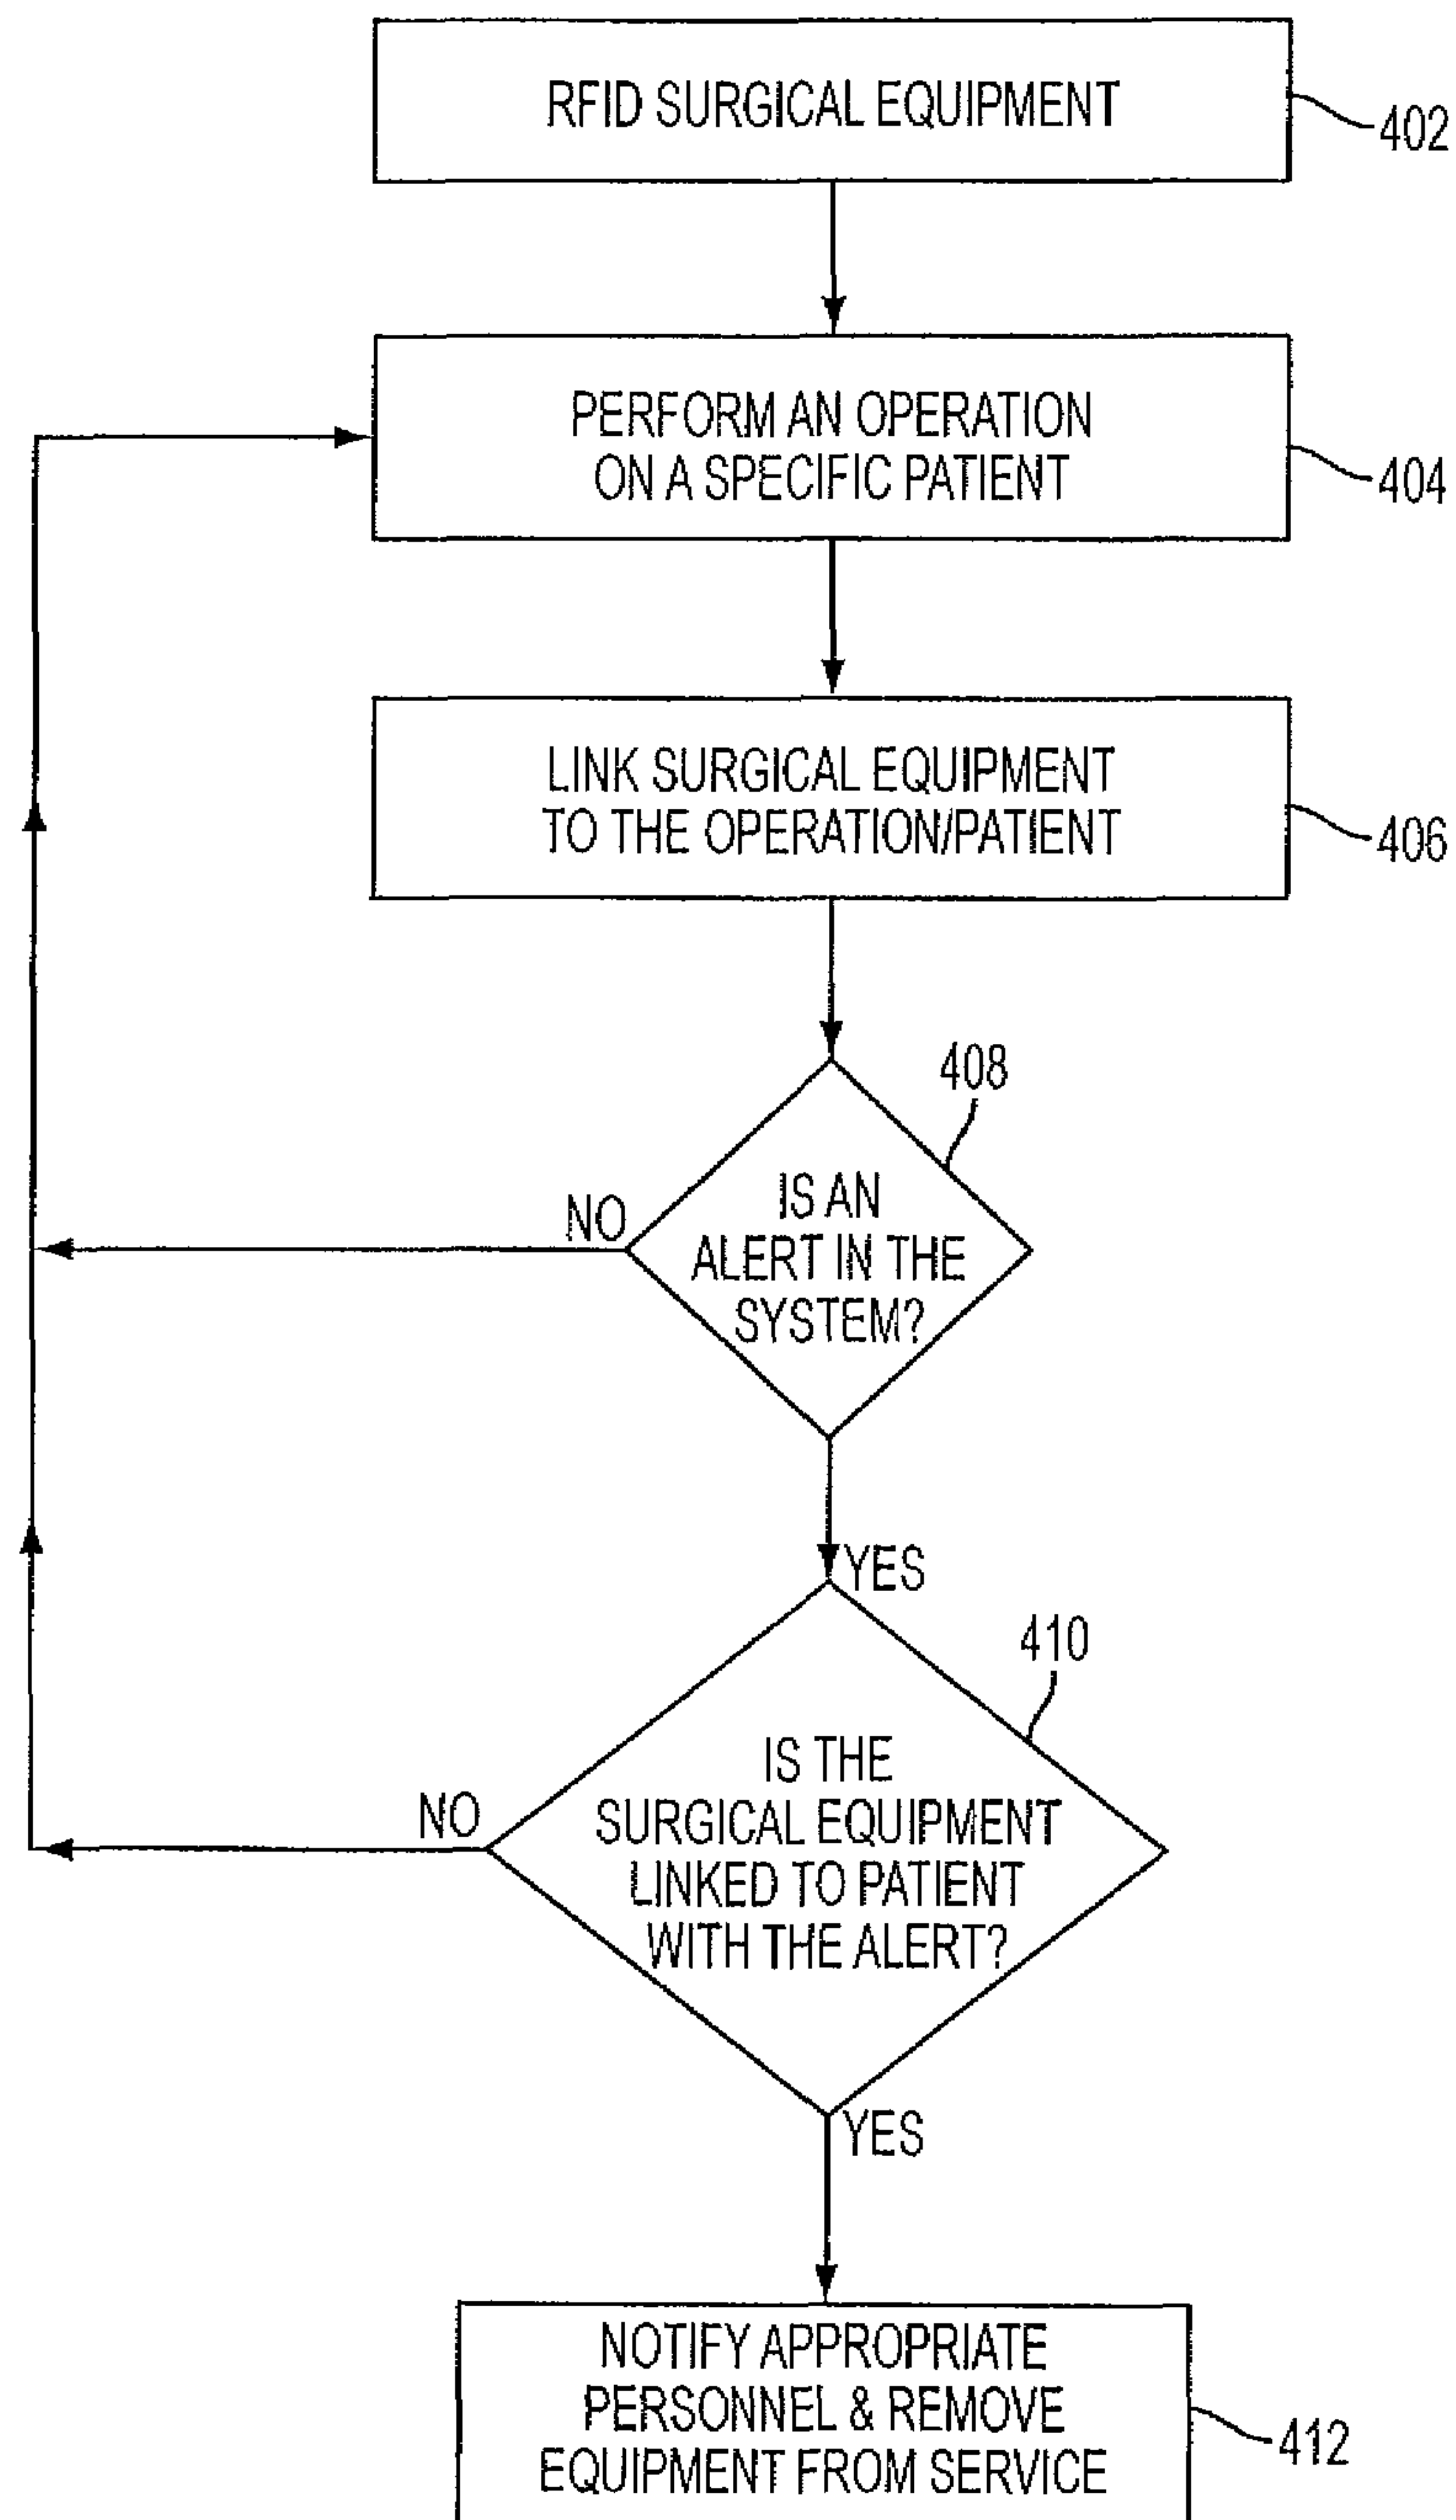 RFID SURGICAL EQUIPMENT
402
PERFORM AN OPERATION
ON A SPECIFIC PATIENT
404
LINK SURGICAL EQUIPMENT
TO THE OPERATION/PATIENT
406
408
NO
IS AN
ALERT IN THE
SYSTEM?
YES
410
NO
IS THE
SURGICAL EQUIPMENT
LINKED TO PATIENT
WITH THE ALERT?
YES
NOTIFY APPROPRIATE
PERSONNEL & REMOVE
EQUIPMENT FROM SERVICE
412